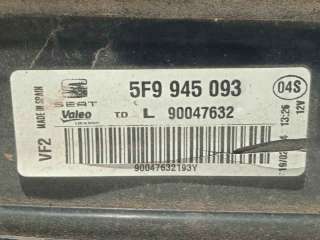 5F9 945 093
04S
SEAT
Valeo
TD L 90047632
MADE IN SPAIN
VF2
13:26
12V
90047632193Y